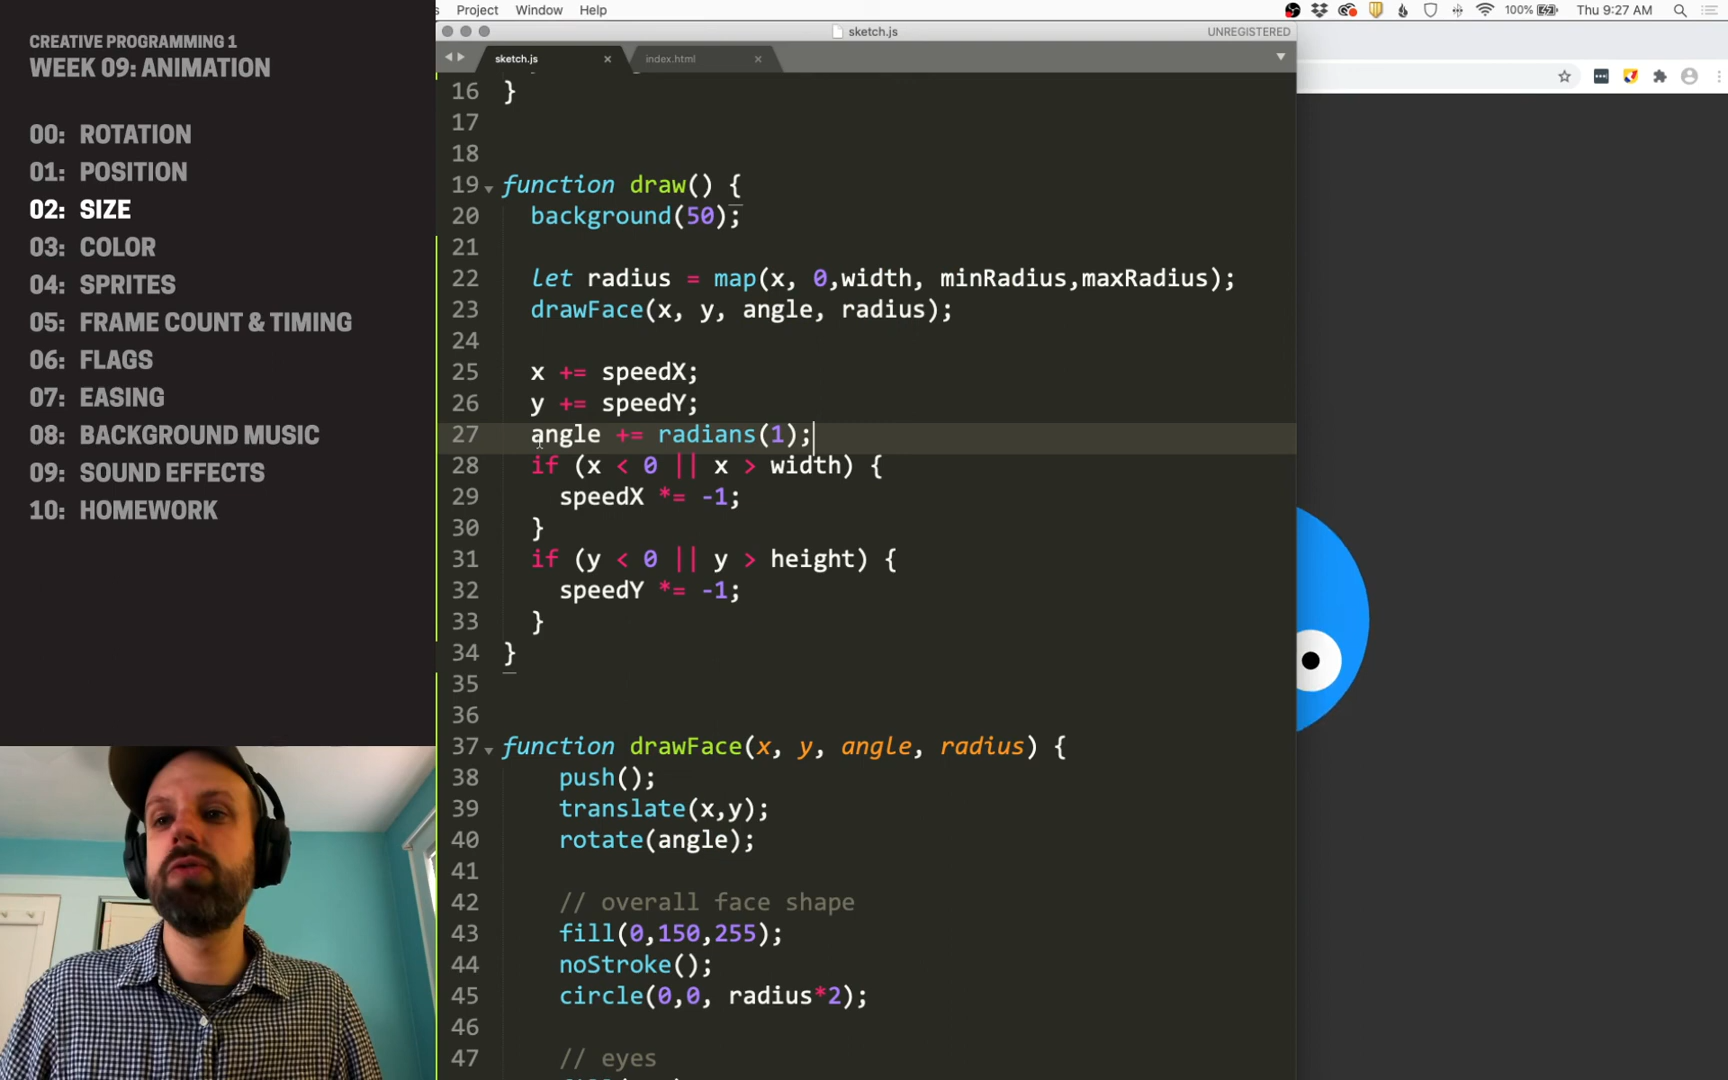 CREATIVE PROGRAMMING 1
WEEK 09: ANIMATION
00: ROTATION
01: POSITION
02: SIZE
03: COLOR
04: SPRITES
05: FRAME COUNT & TIMING
06: FLAGS
07: EASING
08: BACKGROUND MUSIC
09: SOUND EFFECTS
10: HOMEWORK
Project Window Help
100% Thu 9:27 AM
sketch.js
UNREGISTERED
sketch.js index.html
16 }
17
18
19 function draw() {
20 background(50);
21
22 let radius = map(x, 0,width, minRadius,maxRadius);
23 drawFace(x, y, angle, radius);
24
25 x += speedX;
26 y += speedY;
27 angle += radians(1);
28 if (x < 0 || x > width) {
29 speedX *= -1;
30 }
31 if (y < 0 || y > height) {
32 speedY *= -1;
33 }
34 }
35
36
37 function drawFace(x, y, angle, radius) {
38 push();
39 translate(x,y);
40 rotate(angle);
41
42 // overall face shape
43 fill(0,150,255);
44 noStroke();
45 circle(0,0, radius*2);
46
47 // eyes